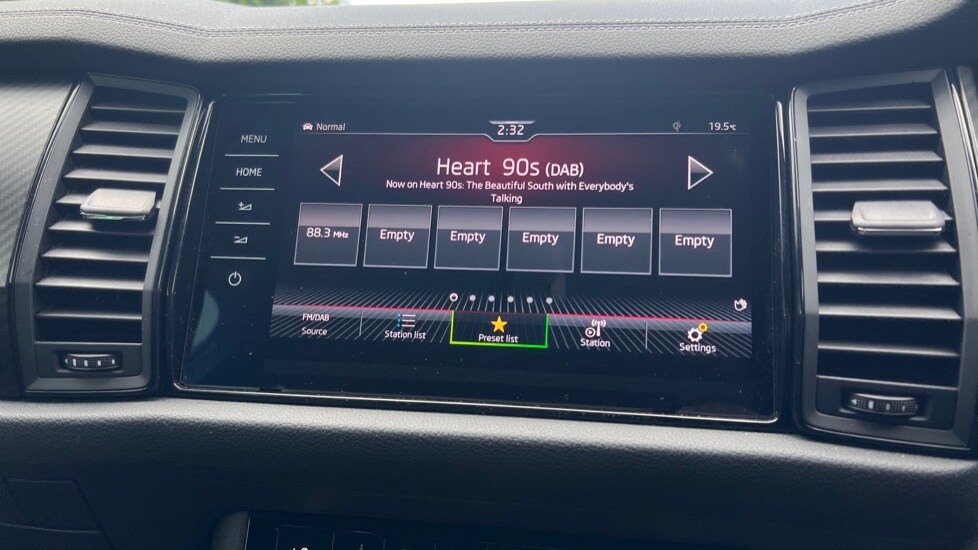 MENU
HOME
Normal
2:32
19.5°C
Heart 90s (DAB)
Now on Heart 90s: The Beautiful South with Everybody's
Talking
88.3 MHz
Empty
Empty
Empty
Empty
Empty
FM/DAB
Source
Station list
Preset list
Station
Settings